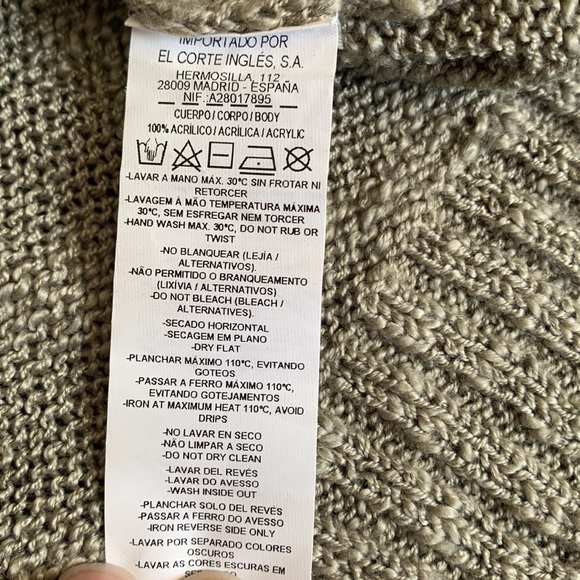 IMPORTADO POR
EL CORTE INGLÉS, S.A.
HERMOSILLA, 112
28009 MADRID - ESPAÑA
NIF.:A28017895
CUERPO/CORPO/BODY
100% ACRÍLICO/ACRÍLICA/ACRYLIC
-LAVAR A MANO MÁX. 30°C SIN FROTAR NI
RETORCER
-LAVAGEM À MÃO TEMPERATURA MÁXIMA
30°C, SEM ESFREGAR NEM TORCER
-HAND WASH MAX. 30°C, DO NOT RUB OR
TWIST
-NO BLANQUEAR (LEJÍA /
ALTERNATIVOS).
-NÃO PERMITIDO O BRANQUEAMENTO
(LIXÍVIA / ALTERNATIVOS)
-DO NOT BLEACH (BLEACH /
ALTERNATIVES).
-SECADO HORIZONTAL
-SECAGEM EM PLANO
-DRY FLAT
-PLANCHAR MÁXIMO 110°C, EVITANDO
GOTEOS
-PASSAR A FERRO MÁXIMO 110°C,
EVITANDO GOTEJAMENTOS
-IRON AT MAXIMUM HEAT 110°C, AVOID
DRIPS
-NO LAVAR EN SECO
-NÃO LIMPAR A SECO
-DO NOT DRY CLEAN
-LAVAR DEL REVÉS
-LAVAR DO AVESSO
-WASH INSIDE OUT
-PLANCHAR SOLO DEL REVÉS
-PASSAR A FERRO DO AVESSO
-IRON REVERSE SIDE ONLY
-LAVAR POR SEPARADO COLORES
OSCUROS
-LAVAR AS CORES ESCURAS EM